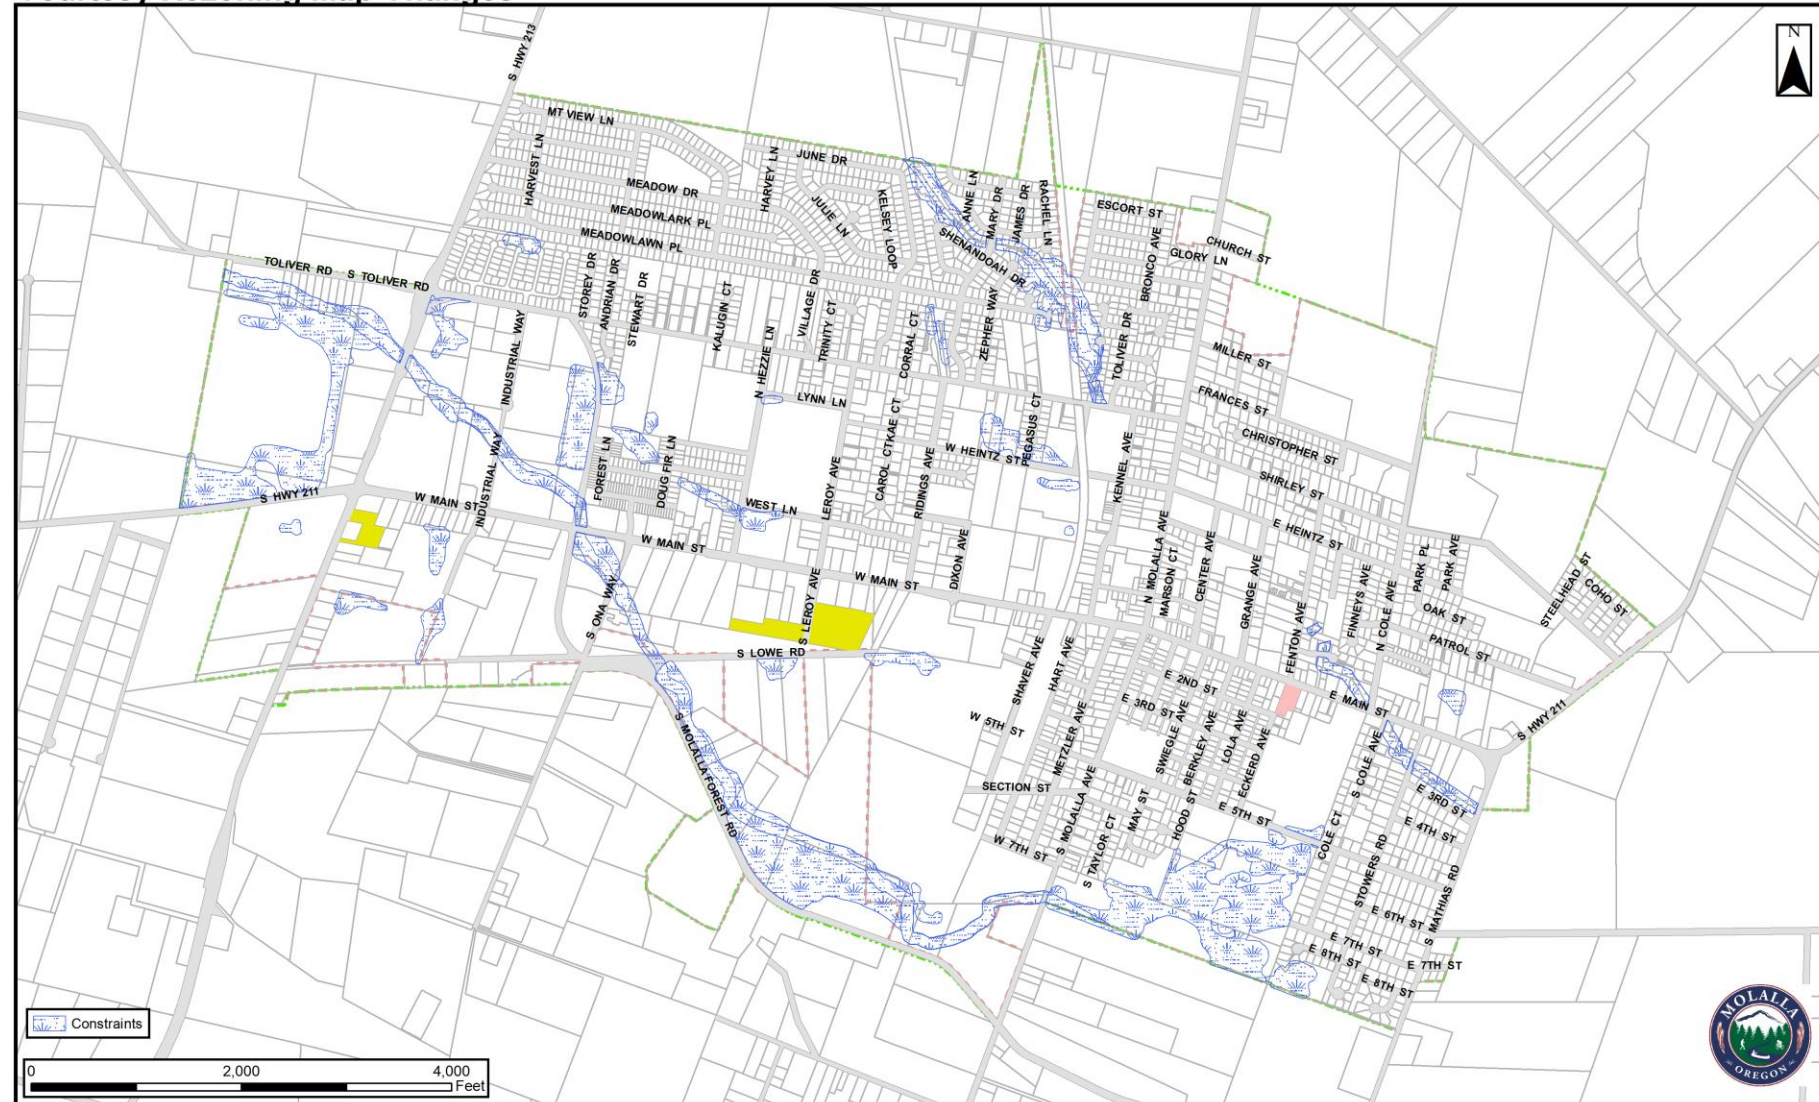 N
S HWY 213
MT VIEW LN
HARVEST LN
JUNE DR
HARVEY LN
MEADOW DR
JULIE LN
KELSEY LOOP
ANNE LN
MARY DR
JAMES DR
RACHEL LN
ESCORT ST
MEADOWLARK PL
MEADOWLAWN PL
SHENANDOAH DR
BRONCO AVE
CHURCH ST
GLORY LN
TOLIVER RD
S TOLIVER RD
STOREY DR
ANDRIAN DR
STEWART DR
KALUGIN CT
VILLAGE DR
TRINITY CT
CORRAL CT
ZEPHER WAY
TOLIVER DR
INDUSTRIAL WAY
N HEZZIE LN
LYNN LN
MILLER ST
FRANCES ST
CHRISTOPHER ST
SHIRLEY ST
CAROL CT
KAE CT
PEGASUS CT
W HEINTZ ST
KENNEL AVE
FOREST LN
DOUG FIR LN
LEROY AVE
RIDINGS AVE
WEST LN
INDUSTRIAL WAY
S HWY 211
W MAIN ST
W MAIN ST
W MAIN ST
DIXON AVE
N MOLALLA AVE
MARSON CT
CENTER AVE
GRANGE AVE
E HEINTZ ST
FINNEYS AVE
N COLE AVE
PARK PL
PARK AVE
OAK ST
PATROL ST
STEELHEAD ST
COHO ST
FENTON AVE
S ONA WAY
S LEROY AVE
S LOWE RD
SHAVER AVE
HART AVE
E 2ND ST
E 3RD ST
E MAIN ST
S HWY 211
W 5TH ST
METZLER AVE
SWIEGLE AVE
BERKLEY AVE
LOLA AVE
ECKERD AVE
S COLE AVE
S MOLALLA FOREST RD
SECTION ST
S MOLALLA AVE
MAY ST
HOOD ST
E 5TH ST
E 3RD ST
E 4TH ST
COLE CT
STOWERS RD
W 7TH ST
S TAYLOR CT
E 6TH ST
S MATHIAS RD
E 7TH ST
E 7TH ST
E 8TH ST
E 8TH ST
Constraints
0 2,000 4,000
Feet
MOLALLA
OREGON